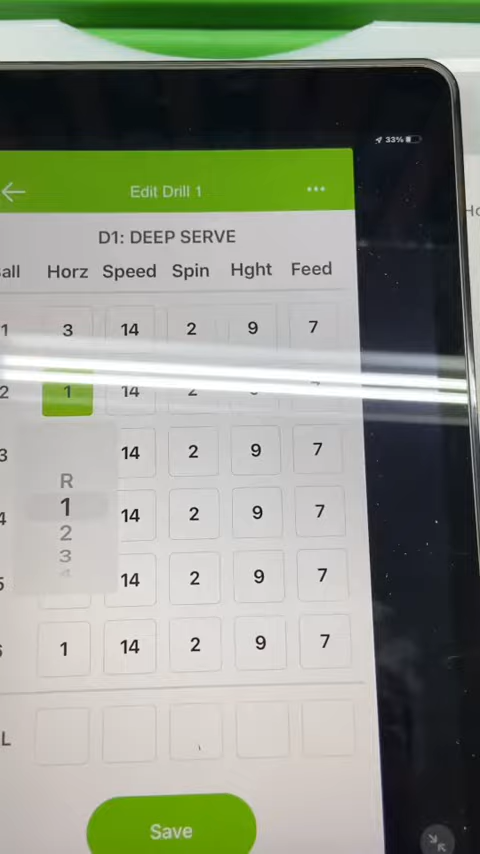 33%
Edit Drill 1
D1: DEEP SERVE
all Horz Speed Spin Hght Feed
1 3 14 2 9 7
2 1 14 2
3 14 2 9 7
R
1
2
3
4
4 14 2 9 7
5 14 2 9 7
1 14 2 9 7
L
Save